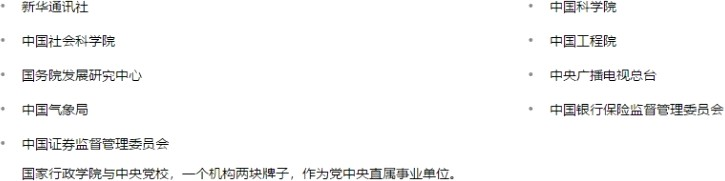 新华通讯社
中国科学院
中国社会科学院
中国工程院
国务院发展研究中心
中央广播电视总台
中国气象局
中国银行保险监督管理委员会
中国证券监督管理委员会
国家行政学院与中央党校，一个机构两块牌子，作为党中央直属事业单位。